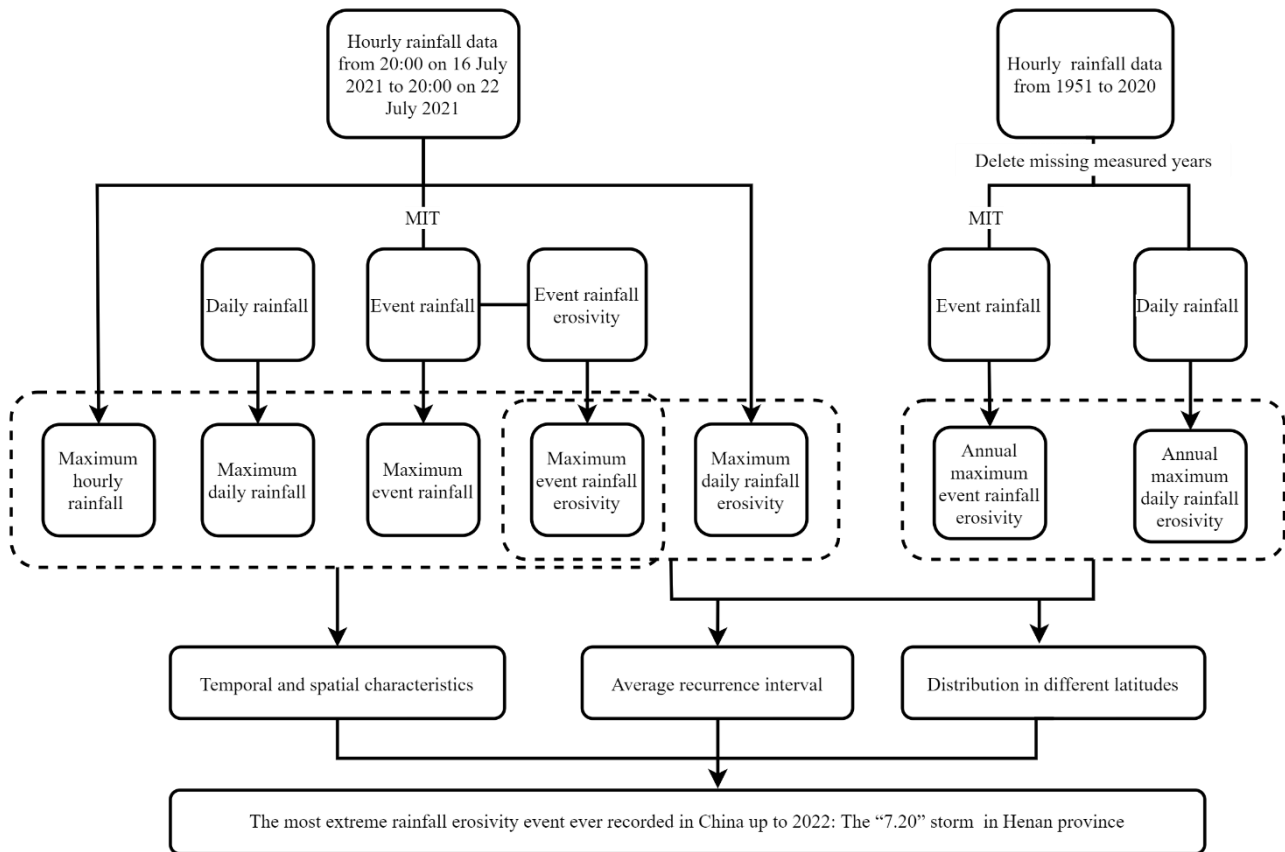 Hourly rainfall data
from 20:00 on 16 July
2021 to 20:00 on 22
July 2021
Hourly rainfall data
from 1951 to 2020
Delete missing measured years
MIT
MIT
Daily rainfall
Event rainfall
Event rainfall
erosivity
Event rainfall
Daily rainfall
Maximum
hourly
rainfall
Maximum
daily rainfall
Maximum
event rainfall
Maximum
event rainfall
erosivity
Maximum
daily rainfall
erosivity
Annual
maximum
event rainfall
erosivity
Annual
maximum
daily rainfall
erosivity
Temporal and spatial characteristics
Average recurrence interval
Distribution in different latitudes
The most extreme rainfall erosivity event ever recorded in China up to 2022: The “7.20” storm in Henan province